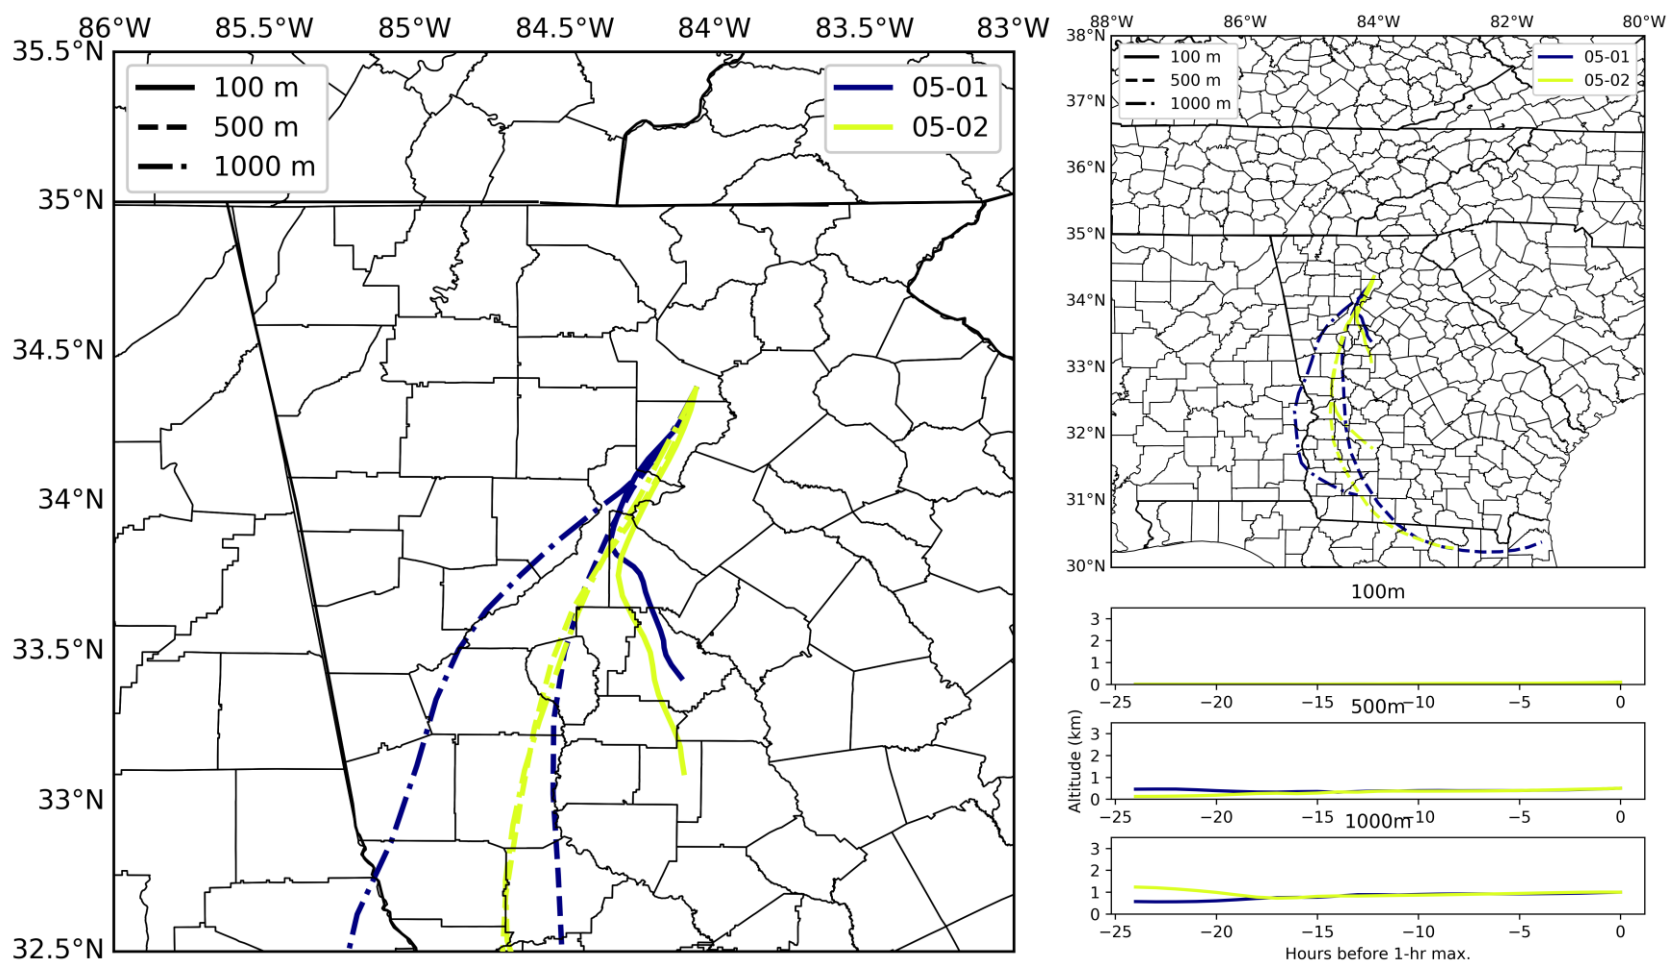 86°W 85.5°W 85°W 84.5°W 84°W 83.5°W 83°W
35.5°N
35°N
34.5°N
34°N
33.5°N
33°N
32.5°N
100 m
500 m
1000 m
05-01
05-02
88°W 86°W 84°W 82°W 80°W
38°N
37°N
36°N
35°N
34°N
33°N
32°N
31°N
30°N
100 m
500 m
1000 m
05-01
05-02
100m
3
2
1
0
−25 −20 −15 −10 −5 0
500m
3
2
1
0
−25 −20 −15 −10 −5 0
1000m
3
2
1
0
−25 −20 −15 −10 −5 0
Altitude (km)
Hours before 1-hr max.